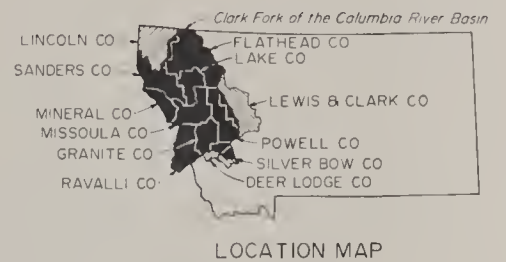 Clark Fork of the Columbia River Basin
LINCOLN CO
FLATHEAD CO
LAKE CO
SANDERS CO
LEWIS & CLARK CO
MINERAL CO
MISSOULA CO
POWELL CO
GRANITE CO
SILVER BOW CO
RAVALLI CO
DEER LODGE CO
LOCATION MAP